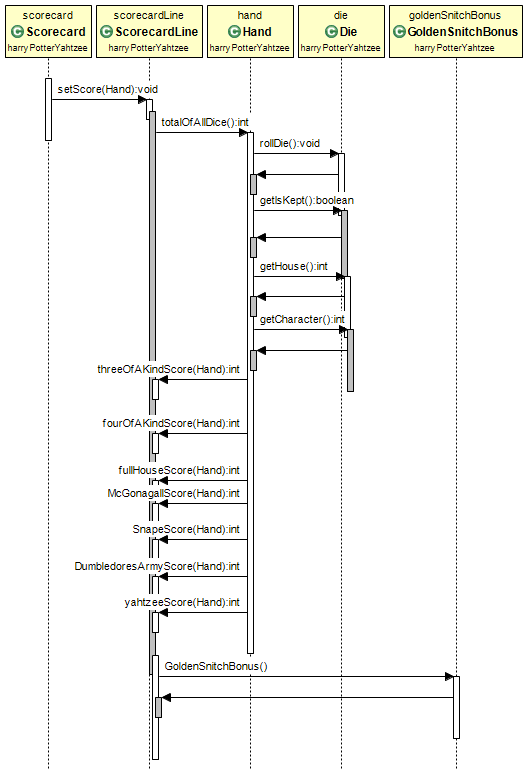 scorecard
Scorecard
harryPotterYahtzee
scorecardLine
ScorecardLine
harryPotterYahtzee
hand
Hand
harryPotterYahtzee
die
Die
harryPotterYahtzee
goldenSnitchBonus
GoldenSnitchBonus
harryPotterYahtzee
setScore(Hand):void
totalOfAllDice():int
rollDie():void
getIsKept():boolean
getHouse():int
getCharacter():int
threeOfAKindScore(Hand):int
fourOfAKindScore(Hand):int
fullHouseScore(Hand):int
McGonagallScore(Hand):int
SnapeScore(Hand):int
DumbledoresArmyScore(Hand):int
yahtzeeScore(Hand):int
GoldenSnitchBonus()